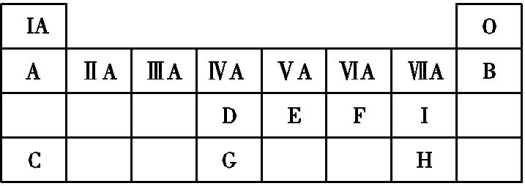 ⅠA O
A ⅡA ⅢA ⅣA ⅤA ⅥA ⅦA B
D E F I
C G H